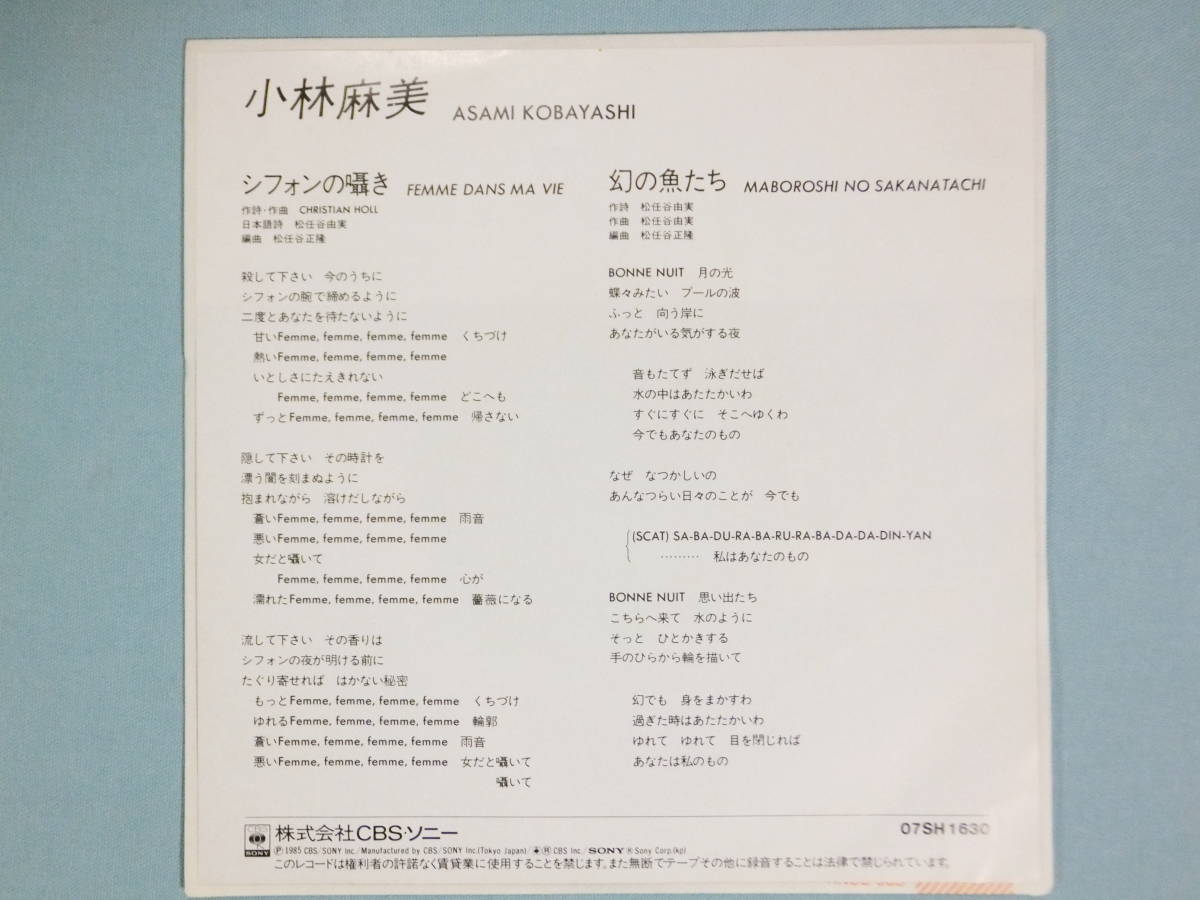 小林麻美 ASAMI KOBAYASHI
シフォンの囁き FEMME DANS MA VIE
作詩・作曲 CHRISTIAN HOLL
日本語詩 松任谷由実
編曲 松任谷正隆
殺して下さい 今のうちに
シフォンの腕で締めるように
二度とあなたを待たないように
甘いFemme, femme, femme, femme くちづけ
熱いFemme, femme, femme, femme
いとしさにたえきれない
Femme, femme, femme, femme どこへも
ずっとFemme, femme, femme, femme 帰さない
隠して下さい その時計を
漂う闇を刻まぬように
抱まれながら 溶けだしながら
蒼いFemme, femme, femme, femme 雨音
悪いFemme, femme, femme, femme
女だと囁いて
Femme, femme, femme, femme 心が
濡れたFemme, femme, femme, femme 薔薇になる
流して下さい その香りは
シフォンの夜が明ける前に
たぐり寄せれば はかない秘密
もっとFemme, femme, femme, femme くちづけ
ゆれるFemme, femme, femme, femme 輪郭
蒼いFemme, femme, femme, femme 雨音
悪いFemme, femme, femme, femme 女だと囁いて
囁いて
幻の魚たち MABOROSHI NO SAKANATACHI
作詩 松任谷由実
作曲 松任谷由実
編曲 松任谷正隆
BONNE NUIT 月の光
蝶々みたい プールの波
ふっと 向う岸に
あなたがいる気がする夜
音もたてず 泳ぎだせば
水の中はあたたかいわ
すぐにすぐに そこへゆくわ
今でもあなたのもの
なぜ なつかしいの
あんなつらい日々のことが 今でも
(SCAT) SA-BA-DU-RA-BA-RU-RA-BA-DA-DA-DIN-YAN
……… 私はあなたのもの
BONNE NUIT 思い出たち
こちらへ来て 水のように
そっと ひとかきする
手のひらから輪を描いて
幻でも 身をまかすわ
過ぎた時はあたたかいわ
ゆれて ゆれて 目を閉じれば
あなたは私のもの
CBS SONY 株式会社CBS・ソニー 07SH 1630
Ⓟ1985 CBS/SONY Inc./Manufactured by CBS/SONY Inc.(Tokyo Japan)/ Ⓡ CBS Inc./ SONY Ⓡ Sony Corp.(kp)
このレコードは権利者の許諾なく賃貸業に使用することを禁じます。また無断でテープその他に録音することは法律で禁じられています。